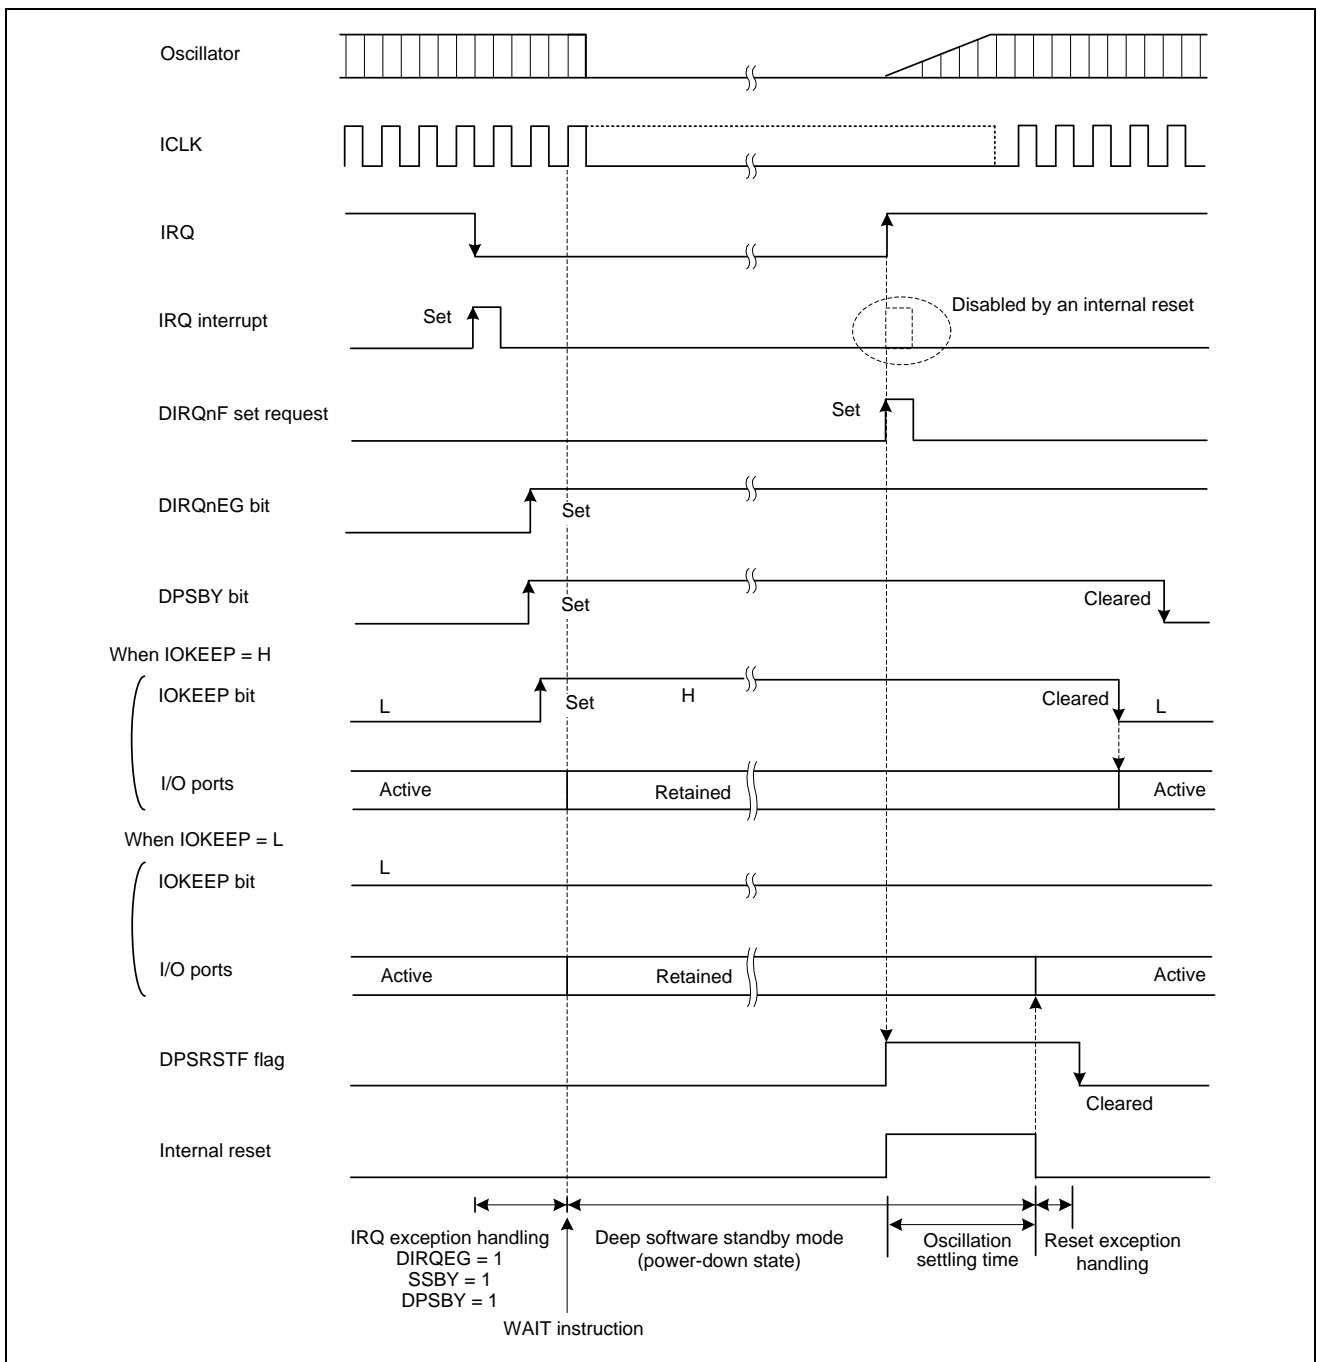 Oscillator
ICLK
IRQ
IRQ interrupt
Set
Disabled by an internal reset
DIRQnF set request
Set
DIRQnEG bit
Set
DPSBY bit
Set
Cleared
When IOKEEP = H
IOKEEP bit
L
Set
H
Cleared
L
I/O ports
Active
Retained
Active
When IOKEEP = L
IOKEEP bit
L
I/O ports
Active
Retained
Active
DPSRSTF flag
Cleared
Internal reset
IRQ exception handling
DIRQEG = 1
SSBY = 1
DPSBY = 1
Deep software standby mode
(power-down state)
Oscillation
settling time
Reset exception
handling
WAIT instruction